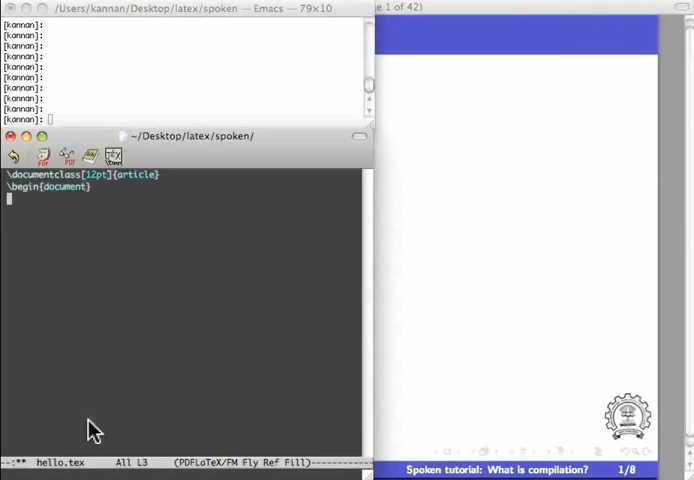 /Users/kannan/Desktop/latex/spoken — Emacs — 79×10
e 1 of 42)
[kannan]:
[kannan]:
[kannan]:
[kannan]:
[kannan]:
[kannan]:
[kannan]:
[kannan]:
[kannan]:
[kannan]:
~/Desktop/latex/spoken/
\documentclass[12pt]{article}
\begin{document}
--:** hello.tex All L3 (PDFLaTeX/FM Fly Ref Fill)-----------
Spoken tutorial: What is compilation? 1/8